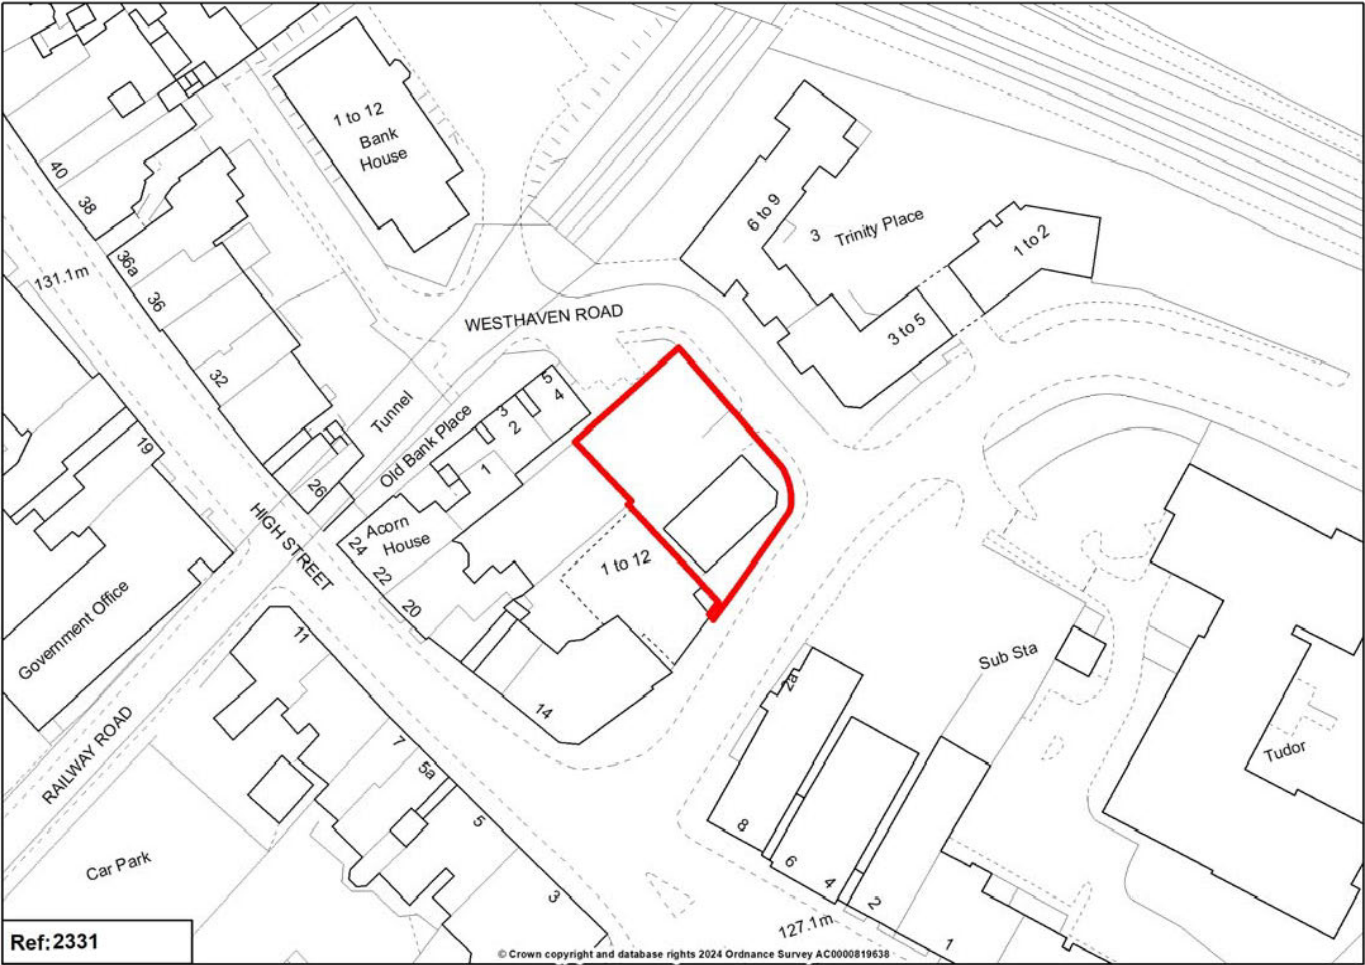 1 to 12
Bank
House
40
38
36a
131.1m
36
32
6 to 9
3
Trinity Place
1 to 2
3 to 5
WESTHAVEN ROAD
Tunnel
Old Bank Place
5
4
3
2
1
19
26
HIGH STREET
Acorn
House
24
22
20
1 to 12
Government Office
11
14
Sub Sta
2a
RAILWAY ROAD
7
5a
5
3
Car Park
8
6
4
2
1
Tudor
127.1m
Ref:2331
© Crown copyright and database rights 2024 Ordnance Survey AC0000819638